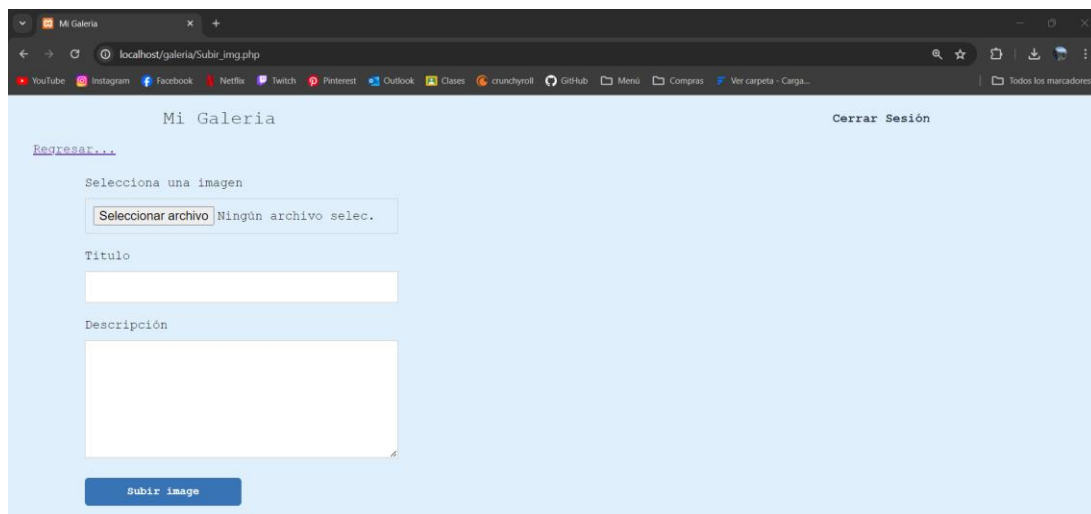 Mi Galeria
localhost/galeria/Subir_img.php
YouTube Instagram Facebook Netflix Twitch Pinterest Outlook Clases crunchyroll GitHub Menú Compras Ver carpeta - Carga... Todos los marcadores
Mi Galeria Cerrar Sesión
Regresar...
Selecciona una imagen
Seleccionar archivo Ningún archivo selec.
Titulo
Descripción
Subir image